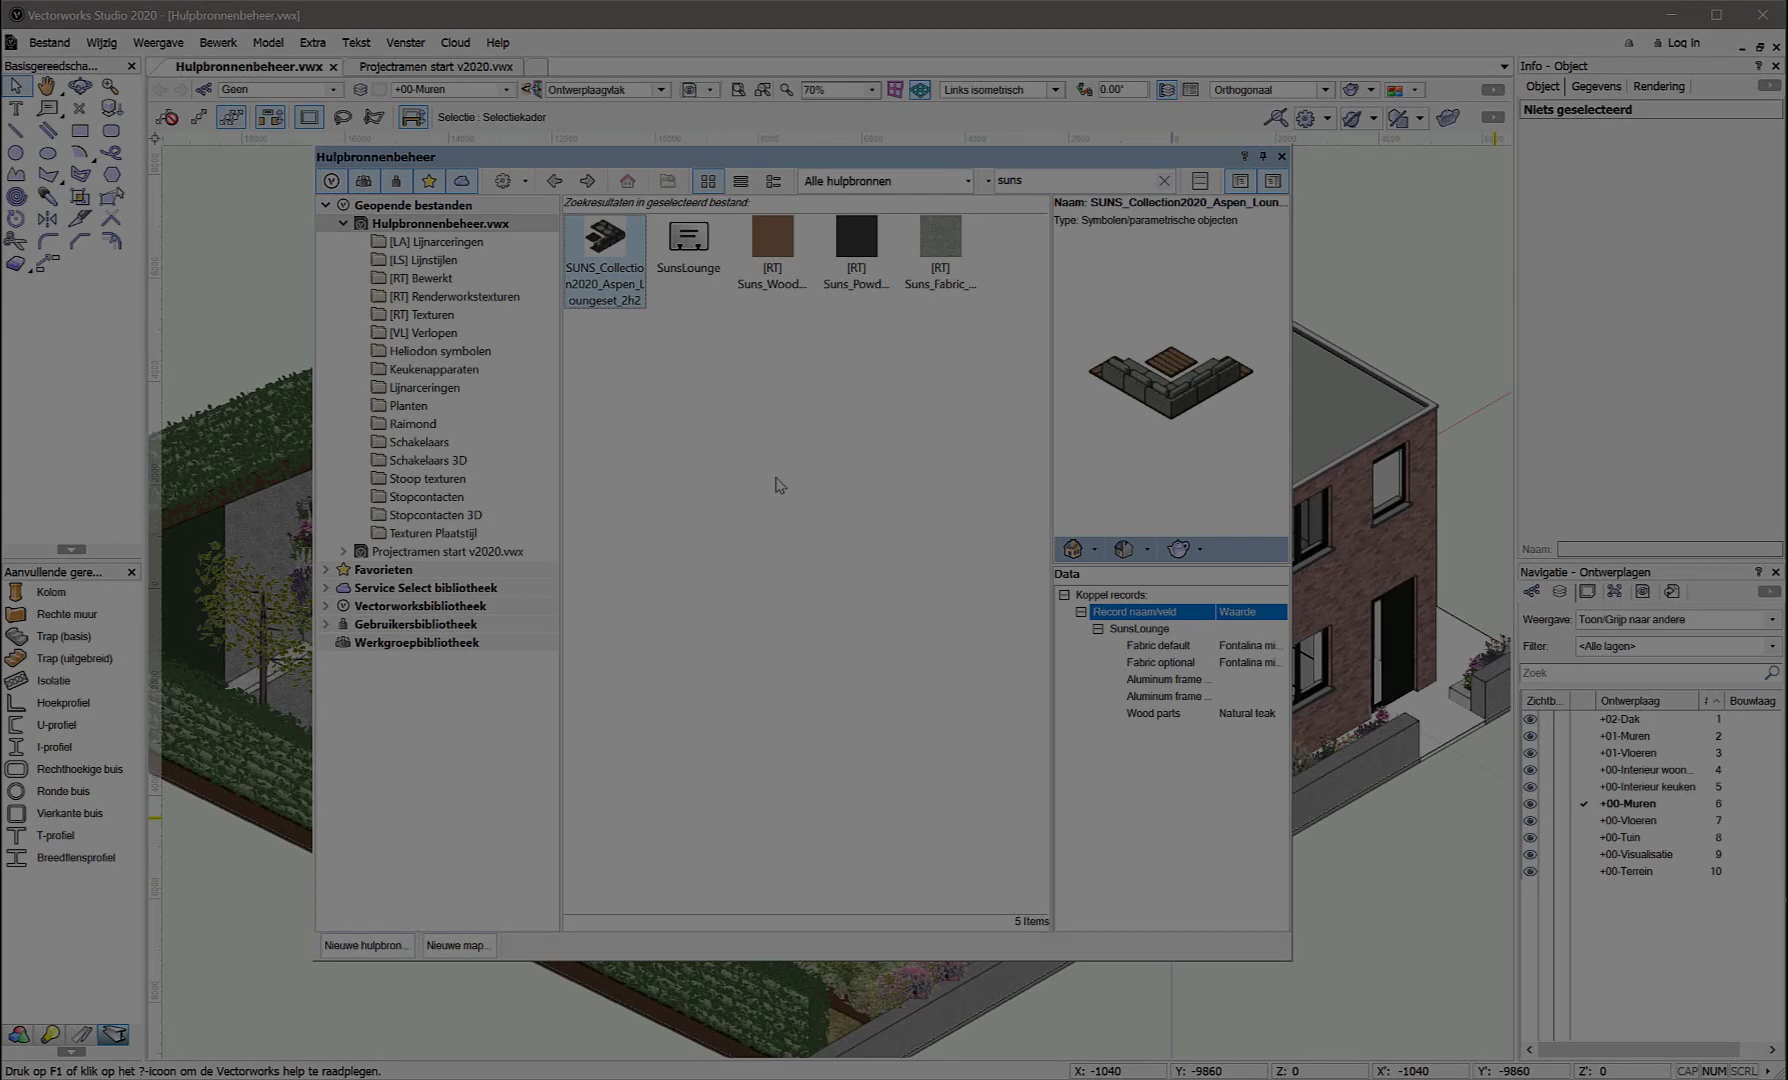 Vectorworks Studio 2020 - [Hulpbronnenbeheer.vwx]
Bestand Wijzig Weergave Bewerk Model Extra Tekst Venster Cloud Help
Log in
Basisgereedscha...
Hulpbronnenbeheer.vwx
Projectramen start v2020.vwx
Geen
+00-Muren
Ontwerplaagvlak
70%
Links isometrisch
0.00°
Orthogonaal
Selectie : Selectiekader
Hulpbronnenbeheer
Alle hulpbronnen
suns
Geopende bestanden
Hulpbronnenbeheer.vwx
[LA] Lijnarceringen
[LS] Lijnstijlen
[RT] Bewerkt
[RT] Renderworkstexturen
[RT] Texturen
[VL] Verlopen
Heliodon symbolen
Keukenapparaten
Lijnarceringen
Planten
Raimond
Schakelaars
Schakelaars 3D
Stoop texturen
Stopcontacten
Stopcontacten 3D
Texturen Plaatstijl
Projectramen start v2020.vwx
Favorieten
Service Select bibliotheek
Vectorworksbibliotheek
Gebruikersbibliotheek
Werkgroepbibliotheek
Zoekresultaten in geselecteerd bestand:
SUNS_Collectio
n2020_Aspen_L
oungeset_2h2
SunsLounge
[RT]
Suns_Wood...
[RT]
Suns_Powd...
[RT]
Suns_Fabric_...
5 Items
Nieuwe hulpbron...
Nieuwe map...
Naam: SUNS_Collection2020_Aspen_Loun...
Type: Symbolen/parametrische objecten
Data
Koppel records:
Record naam/veld Waarde
SunsLounge
Fabric default Fontalina mi...
Fabric optional Fontalina mi...
Aluminum frame ...
Aluminum frame ...
Wood parts Natural teak
Aanvullende gere...
Kolom
Rechte muur
Trap (basis)
Trap (uitgebreid)
Isolatie
Hoekprofiel
U-profiel
I-profiel
Rechthoekige buis
Ronde buis
Vierkante buis
T-profiel
Breedflensprofiel
Info - Object
Object Gegevens Rendering
Niets geselecteerd
Naam:
Navigatie - Ontwerplagen
Weergave: Toon/Grijp naar andere
Filter: <Alle lagen>
Zoek
Zichtb... Ontwerplaag Bouwlaag
+02-Dak 1
+01-Muren 2
+01-Vloeren 3
+00-Interieur woon... 4
+00-Interieur keuken 5
+00-Muren 6
+00-Vloeren 7
+00-Tuin 8
+00-Visualisatie 9
+00-Terrein 10
Druk op F1 of klik op het ?-icoon om de Vectorworks help te raadplegen.
X: -1040 Y: -9860 Z: 0 X': -1040 Y': -9860 Z': 0 CAP NUM SCRL